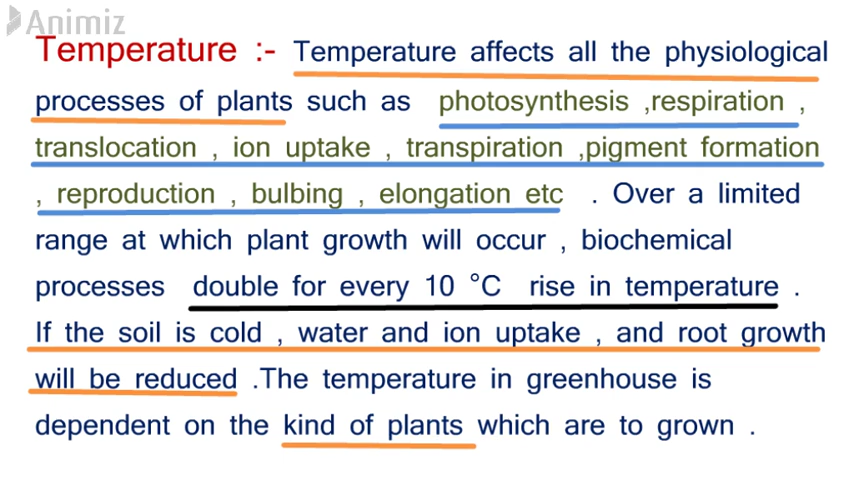 Animiz
Temperature :- Temperature affects all the physiological
processes of plants such as photosynthesis ,respiration ,
translocation , ion uptake , transpiration ,pigment formation
, reproduction , bulbing , elongation etc . Over a limited
range at which plant growth will occur , biochemical
processes double for every 10 °C rise in temperature .
If the soil is cold , water and ion uptake , and root growth
will be reduced .The temperature in greenhouse is
dependent on the kind of plants which are to grown .